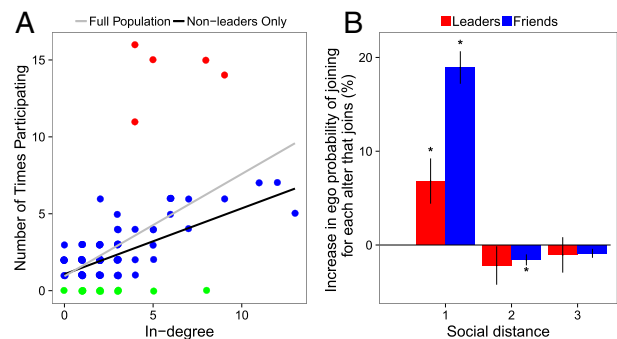 A
Full Population
Non−leaders Only
Number of Times Participating
15
10
5
0
0
5
10
In−degree
B
Leaders
Friends
Increase in ego probability of joining
for each alter that joins (%)
20
10
0
*
*
*
1
2
3
Social distance